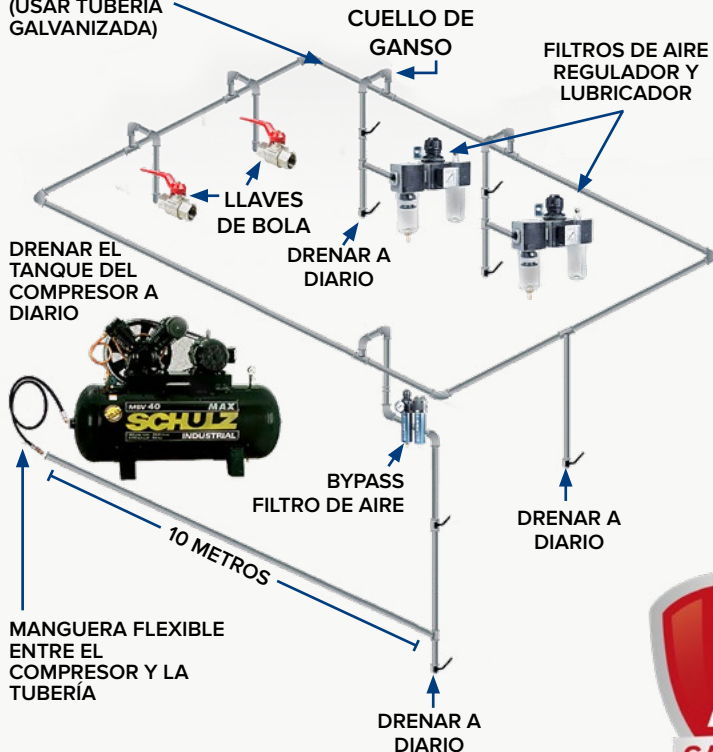 (USAR TUBERÍA
GALVANIZADA)
CUELLO DE
GANSO
FILTROS DE AIRE
REGULADOR Y
LUBRICADOR
LLAVES
DE BOLA
DRENAR A
DIARIO
DRENAR EL
TANQUE DEL
COMPRESOR A
DIARIO
MSV 40 MAX
SCHULZ
INDUSTRIAL
BYPASS
FILTRO DE AIRE
DRENAR A
DIARIO
10 METROS
MANGUERA FLEXIBLE
ENTRE EL
COMPRESOR Y LA
TUBERÍA
DRENAR A
DIARIO